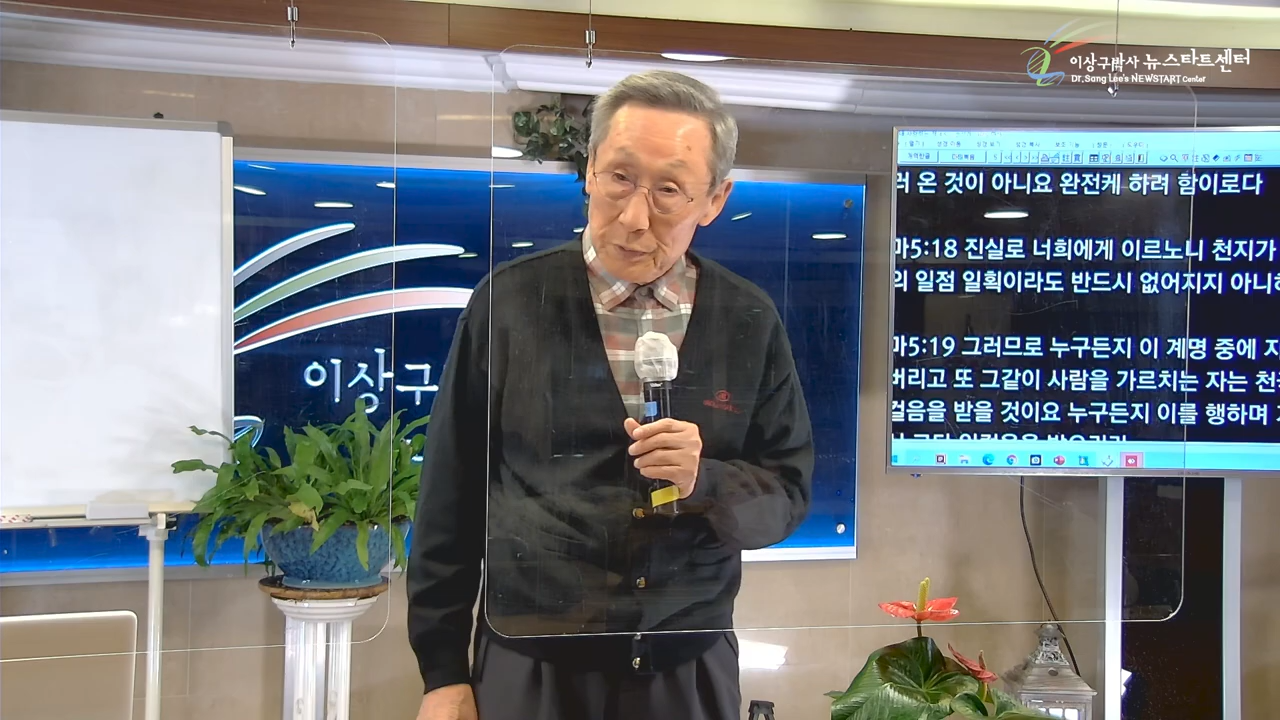 이상구박사 뉴스타트센터
Dr. Sang Lee's NEWSTART Center
이상구
러 온 것이 아니요 완전케 하려 함이로다
마5:18 진실로 너희에게 이르노니 천지가
의 일점 일획이라도 반드시 없어지지 아니하
마5:19 그러므로 누구든지 이 계명 중에 지
버리고 또 그같이 사람을 가르치는 자는 천국
걸음을 받을 것이요 누구든지 이를 행하며